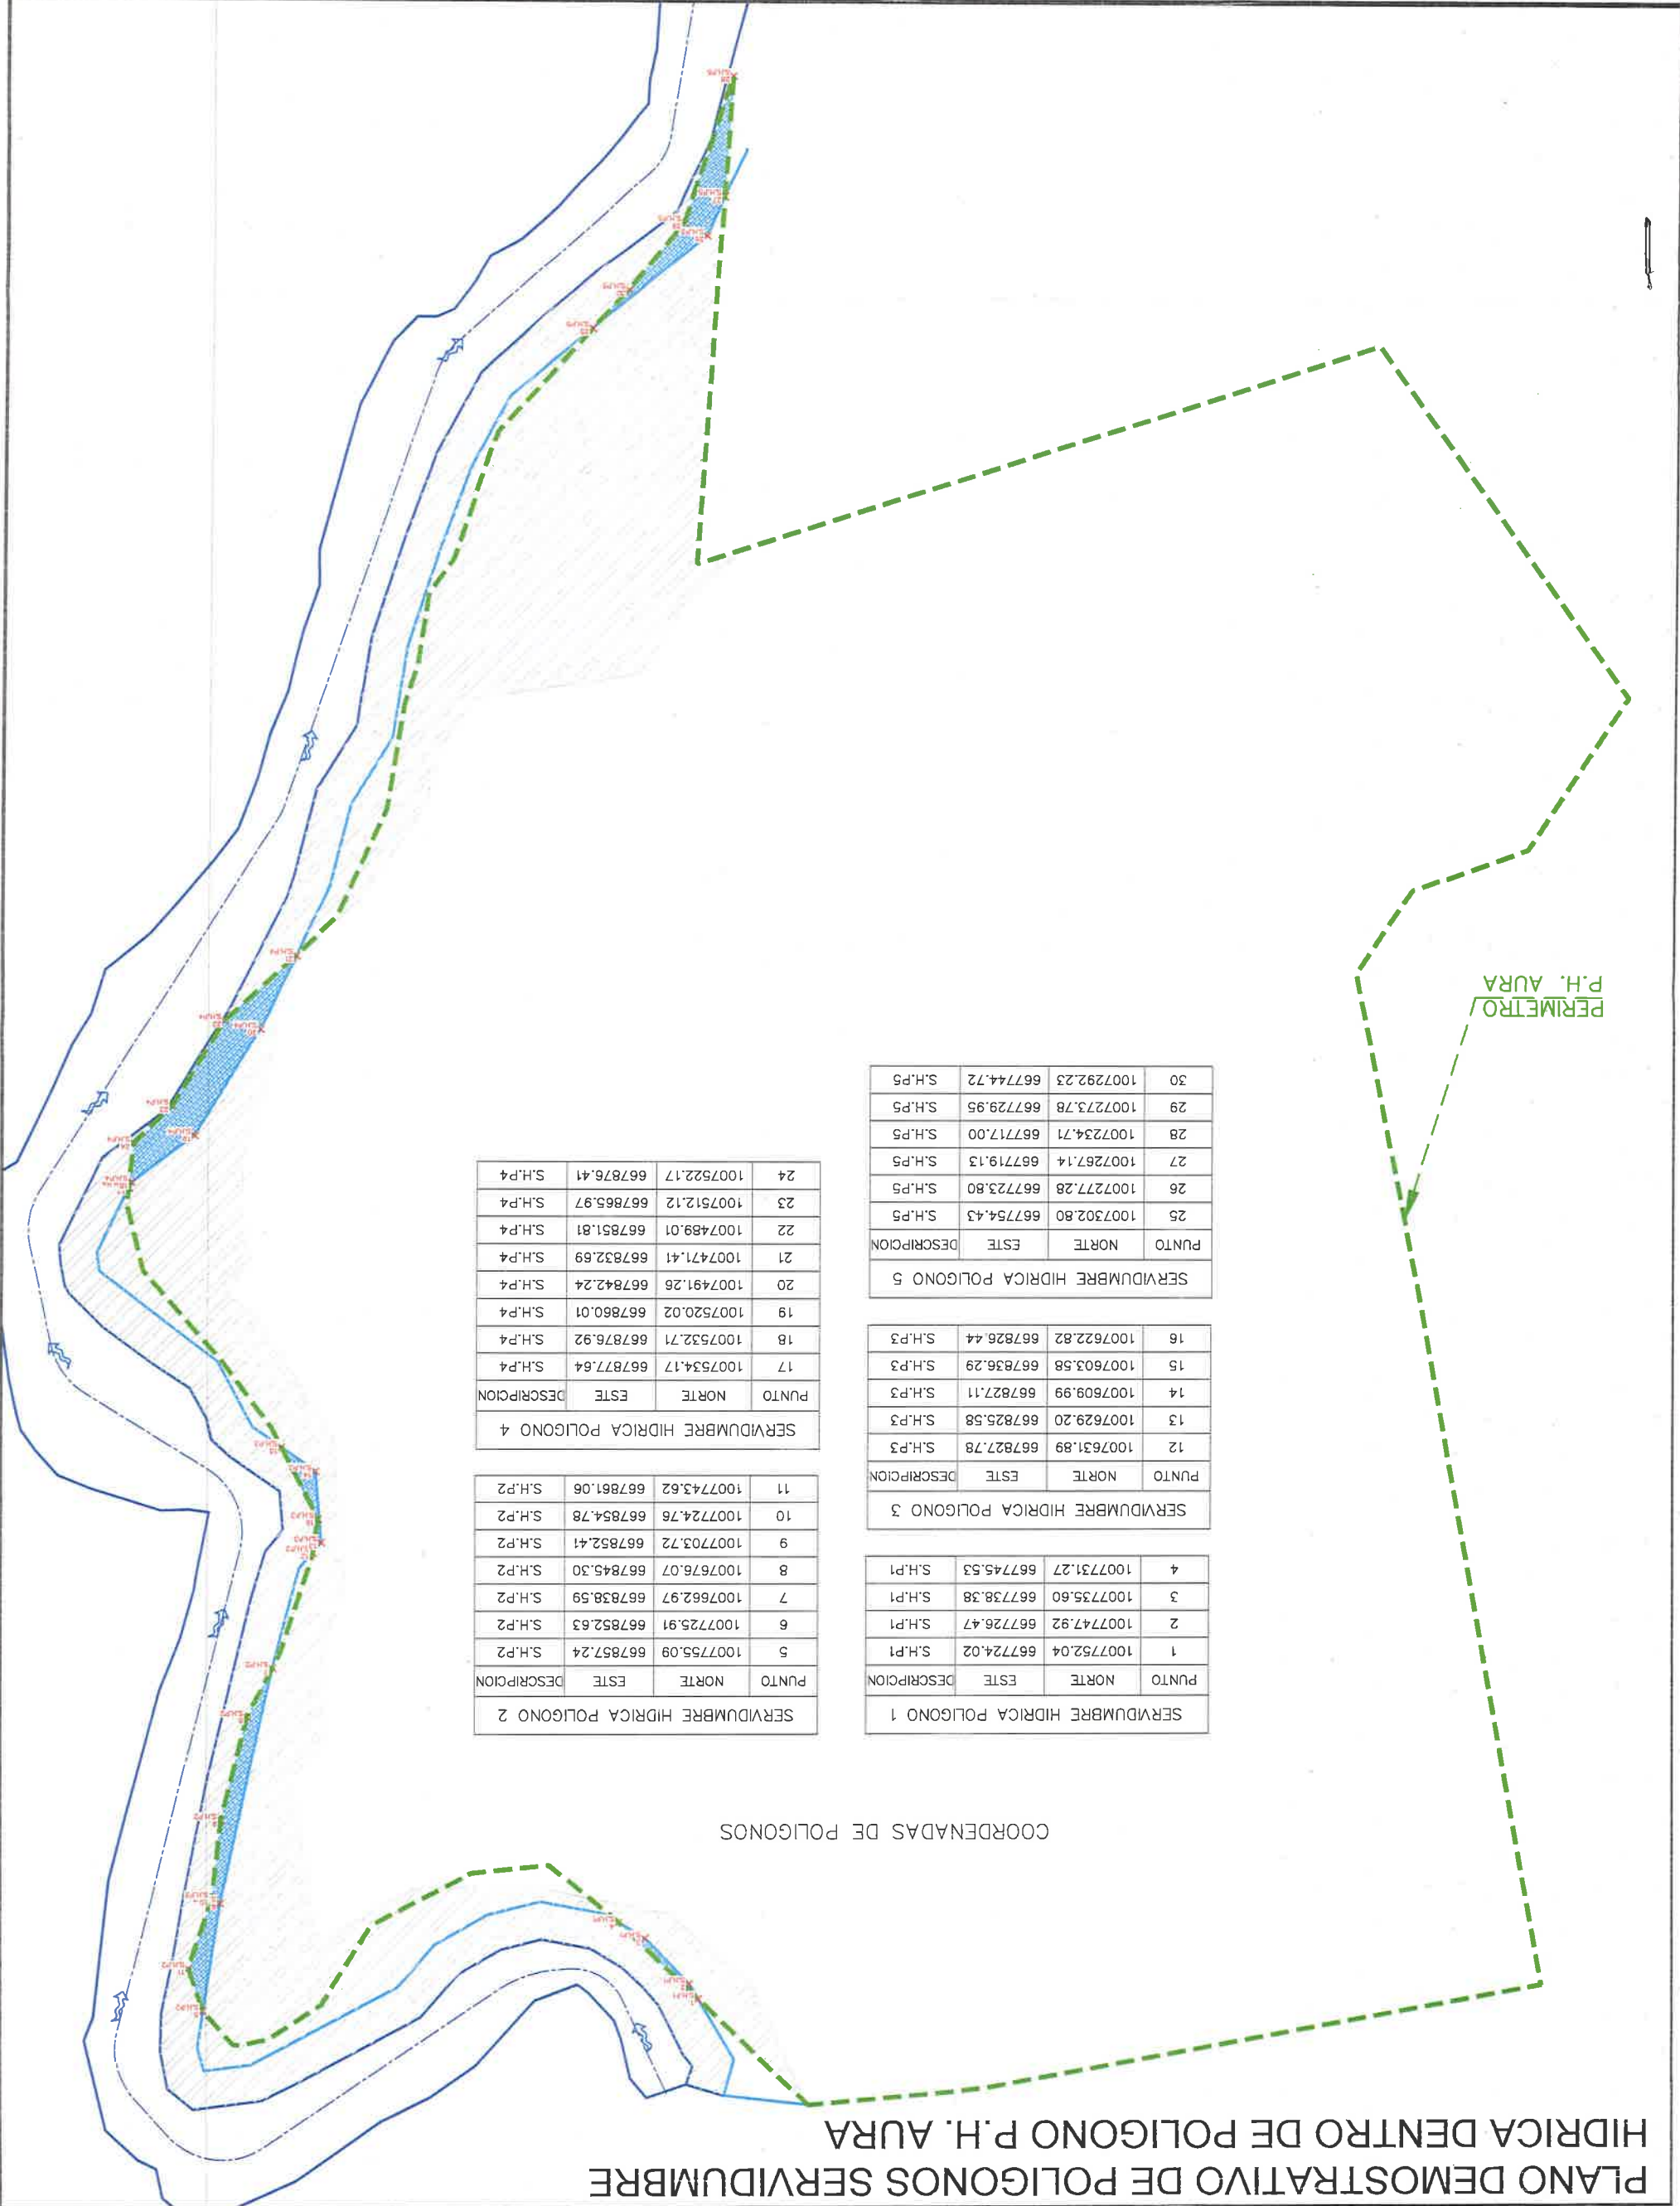 PLANO DEMOSTRATIVO DE POLIGONOS SERVIDUMBRE
HIDRICA DENTRO DE POLIGONO P.H. AURA
COORDENADAS DE POLIGONOS
SERVIDUMBRE HIDRICA POLIGONO 1
PUNTO NORTE ESTE DESCRIPCION
1 1007752.04 667724.02 S.H.P1
2 1007747.92 667726.47 S.H.P1
3 1007735.60 667738.38 S.H.P1
4 1007731.27 667745.53 S.H.P1
SERVIDUMBRE HIDRICA POLIGONO 2
PUNTO NORTE ESTE DESCRIPCION
5 1007755.09 667857.24 S.H.P2
6 1007725.91 667852.63 S.H.P2
7 1007662.97 667838.59 S.H.P2
8 1007676.07 667845.30 S.H.P2
9 1007703.72 667852.41 S.H.P2
10 1007724.76 667854.78 S.H.P2
11 1007743.62 667861.06 S.H.P2
SERVIDUMBRE HIDRICA POLIGONO 3
PUNTO NORTE ESTE DESCRIPCION
12 1007631.89 667827.78 S.H.P3
13 1007629.20 667825.58 S.H.P3
14 1007609.99 667827.11 S.H.P3
15 1007603.58 667836.29 S.H.P3
16 1007622.82 667826.44 S.H.P3
SERVIDUMBRE HIDRICA POLIGONO 4
PUNTO NORTE ESTE DESCRIPCION
17 1007534.17 667877.64 S.H.P4
18 1007532.71 667876.92 S.H.P4
19 1007520.02 667860.01 S.H.P4
20 1007491.26 667842.24 S.H.P4
21 1007471.41 667832.69 S.H.P4
22 1007489.01 667851.81 S.H.P4
23 1007512.12 667865.97 S.H.P4
24 1007522.17 667876.41 S.H.P4
SERVIDUMBRE HIDRICA POLIGONO 5
PUNTO NORTE ESTE DESCRIPCION
25 1007302.80 667754.43 S.H.P5
26 1007277.28 667723.80 S.H.P5
27 1007267.14 667719.13 S.H.P5
28 1007234.71 667717.00 S.H.P5
29 1007273.78 667729.95 S.H.P5
30 1007292.23 667744.72 S.H.P5
PERIMETRO
P.H. AURA